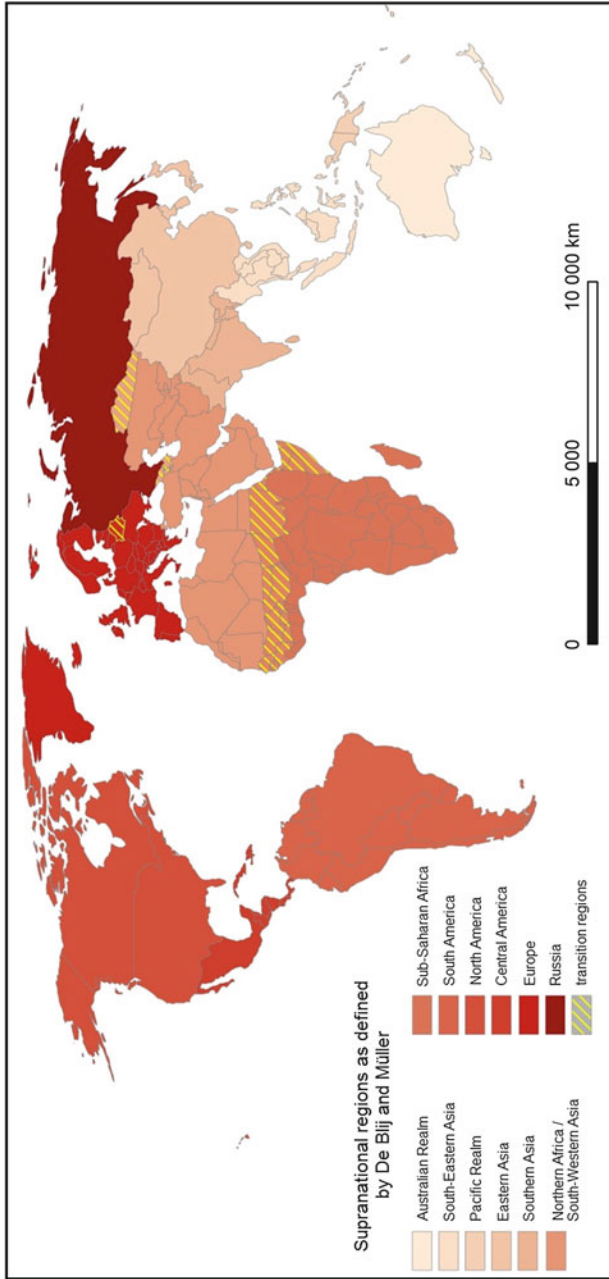 Supranational regions as defined
by De Blij and Müller
Australian Realm
South-Eastern Asia
Pacific Realm
Eastern Asia
Southern Asia
Northern Africa /
South-Western Asia
Sub-Saharan Africa
South America
North America
Central America
Europe
Russia
transition regions
0
5 000
10 000 km